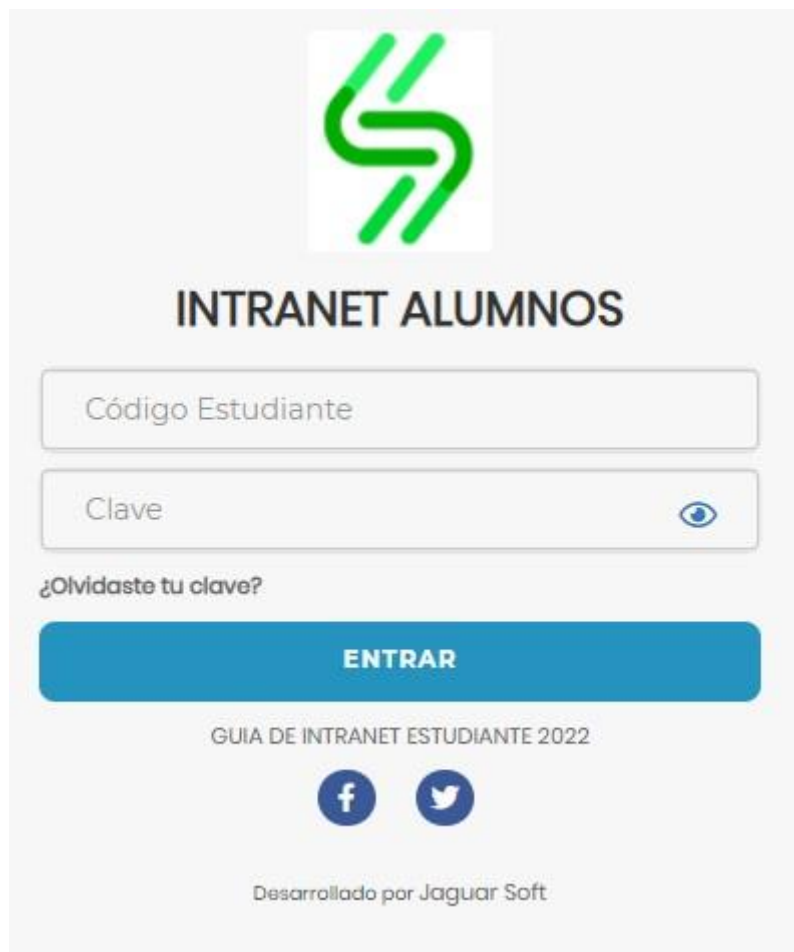 INTRANET ALUMNOS
Código Estudiante
Clave
¿Olvidaste tu clave?
ENTRAR
GUIA DE INTRANET ESTUDIANTE 2022
Desarrollado por Jaguar Soft